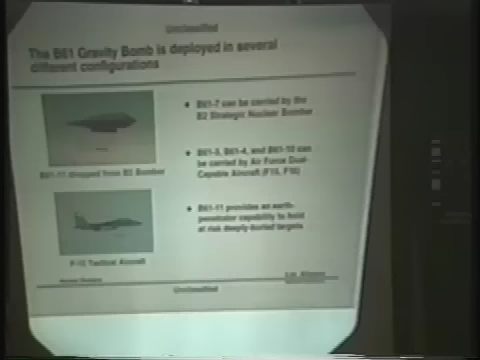 Unclassified
The B61 Gravity Bomb is deployed in several
different configurations
B61-7 can be carried by the
B2 Strategic Nuclear Bomber
B61-11 Dropped from B2 Bomber
B61-3, B61-4, and B61-10 can
be carried by Air Force Dual-
Capable Aircraft (F15, F16)
B61-11 provides an earth-
penetrator capability to hold
at risk deeply buried targets
F-15 Tactical Aircraft
Los Alamos
Unclassified